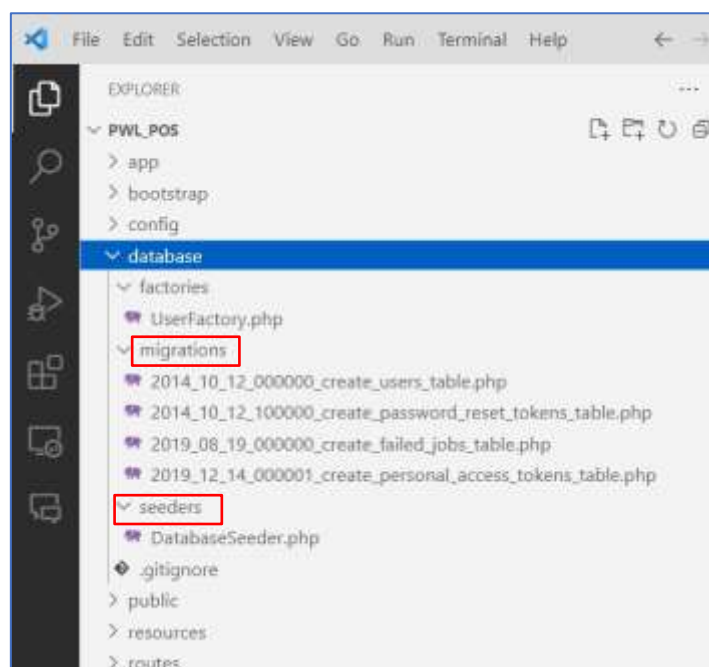 File Edit Selection View Go Run Terminal Help
EXPLORER
PWL_POS
app
bootstrap
config
database
factories
UserFactory.php
migrations
2014_10_12_000000_create_users_table.php
2014_10_12_100000_create_password_reset_tokens_table.php
2019_08_19_000000_create_failed_jobs_table.php
2019_12_14_000001_create_personal_access_tokens_table.php
seeders
DatabaseSeeder.php
.gitignore
public
resources
routes